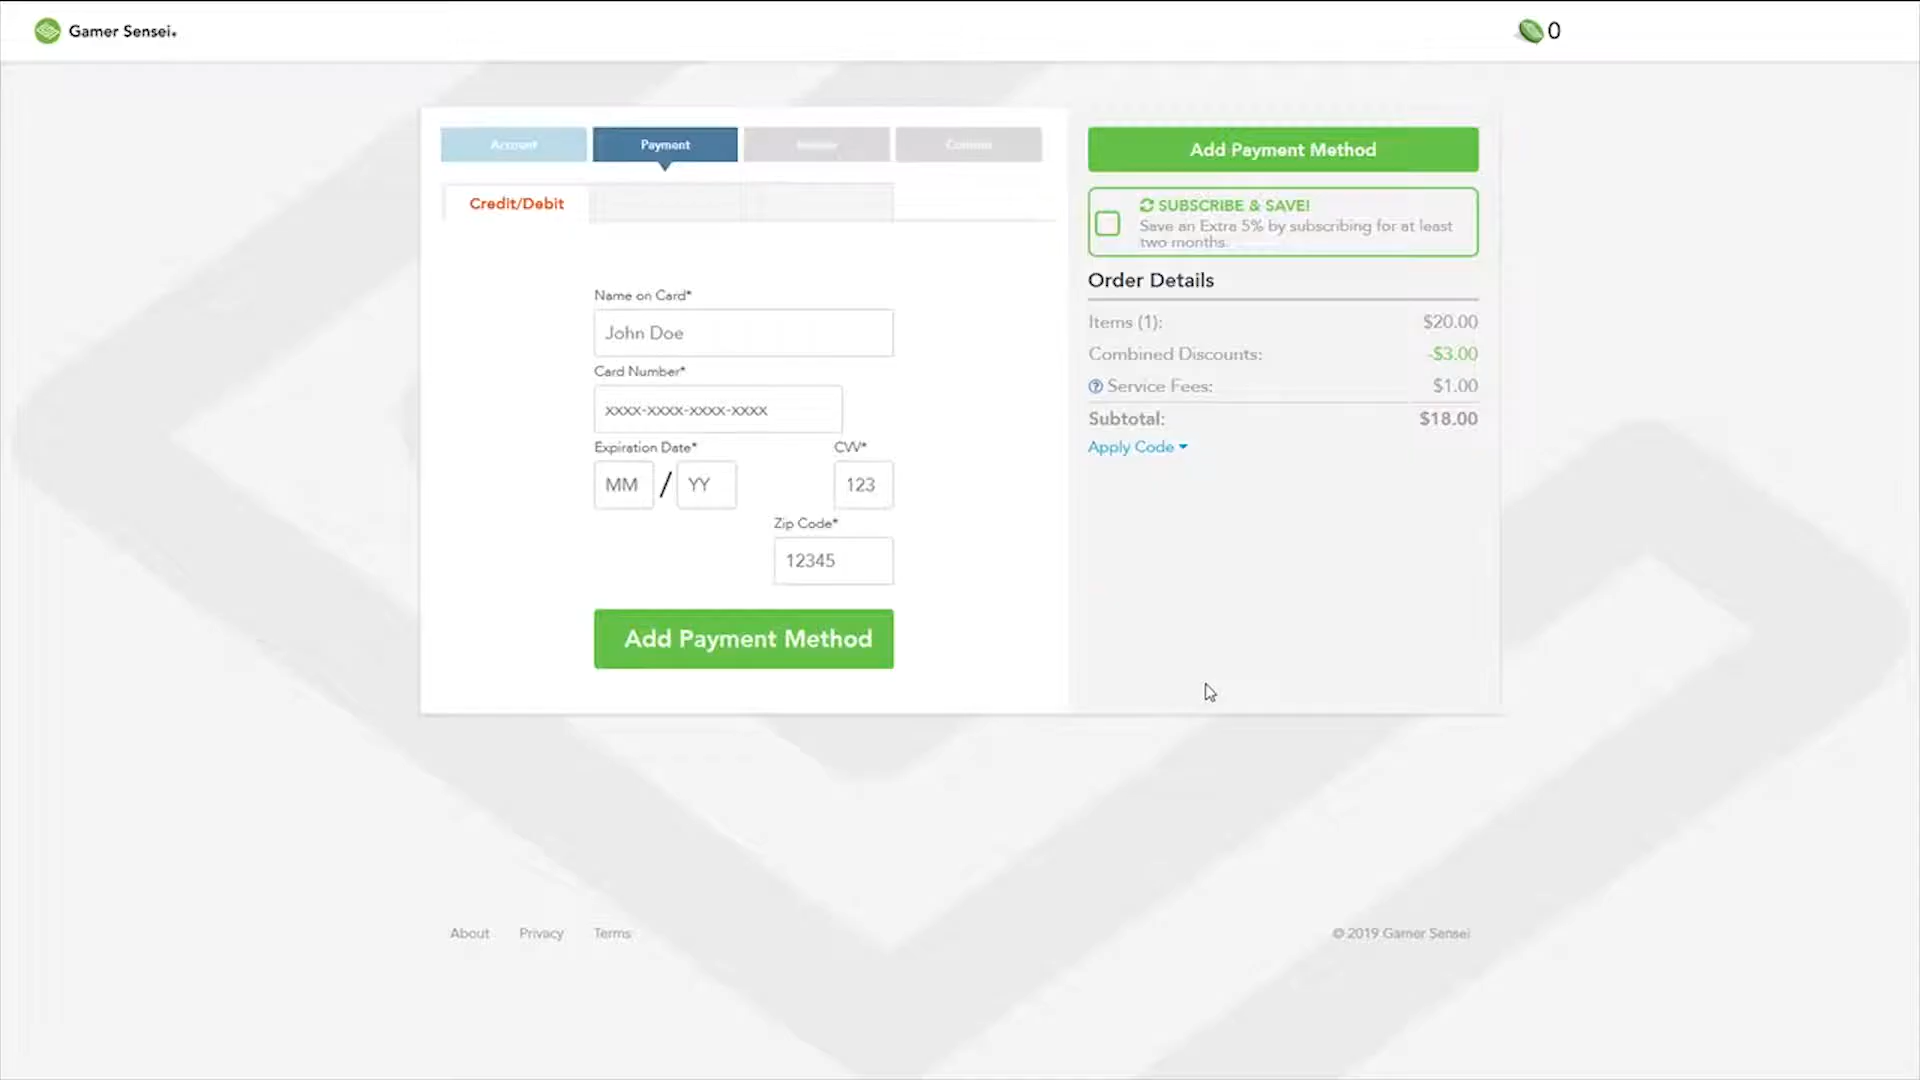 Gamer Sensei.
0
Account
Payment
Credit/Debit
Name on Card*
John Doe
Card Number*
xxxx-xxxx-xxxx-xxxx
Expiration Date*
CVV*
MM / YY
123
Zip Code*
12345
Add Payment Method
Add Payment Method
SUBSCRIBE & SAVE!
Save an Extra 5% by subscribing for at least
two months.
Order Details
Items (1): $20.00
Combined Discounts: -$3.00
Service Fees: $1.00
Subtotal: $18.00
Apply Code
About Privacy Terms
© 2019 Gamer Sensei